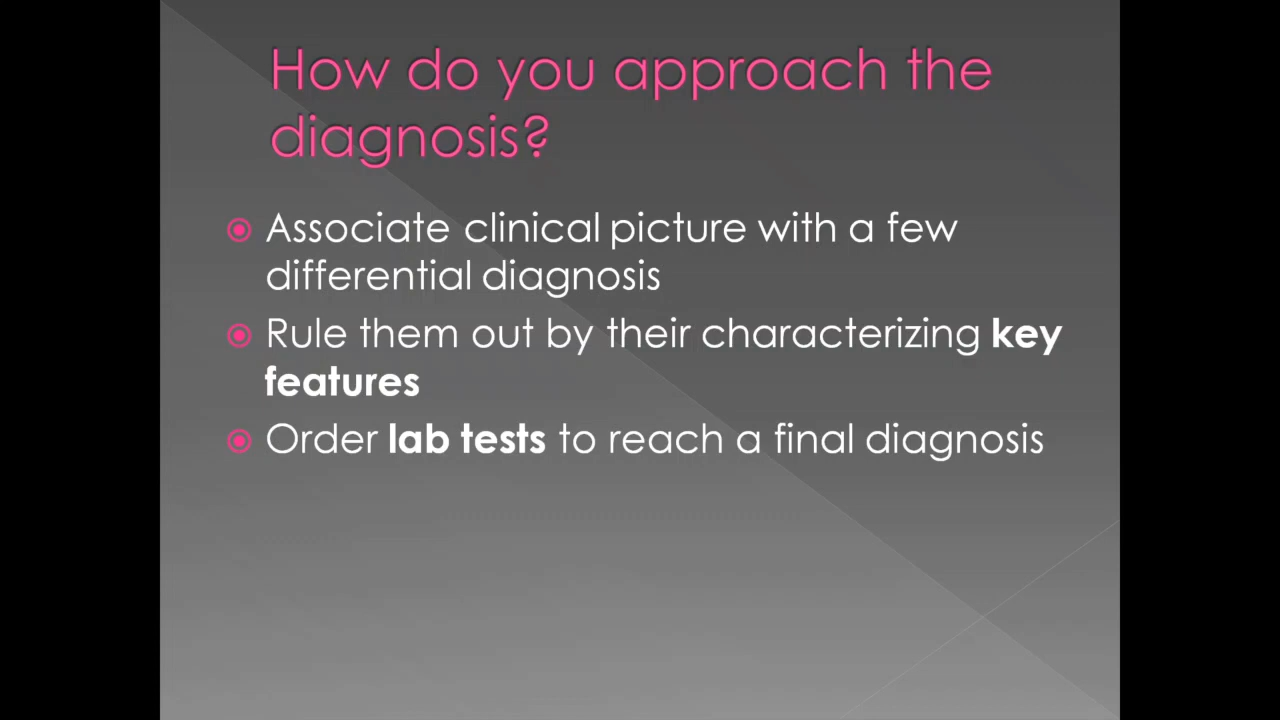 How do you approach the
diagnosis?
Associate clinical picture with a few
differential diagnosis
Rule them out by their characterizing key
features
Order lab tests to reach a final diagnosis